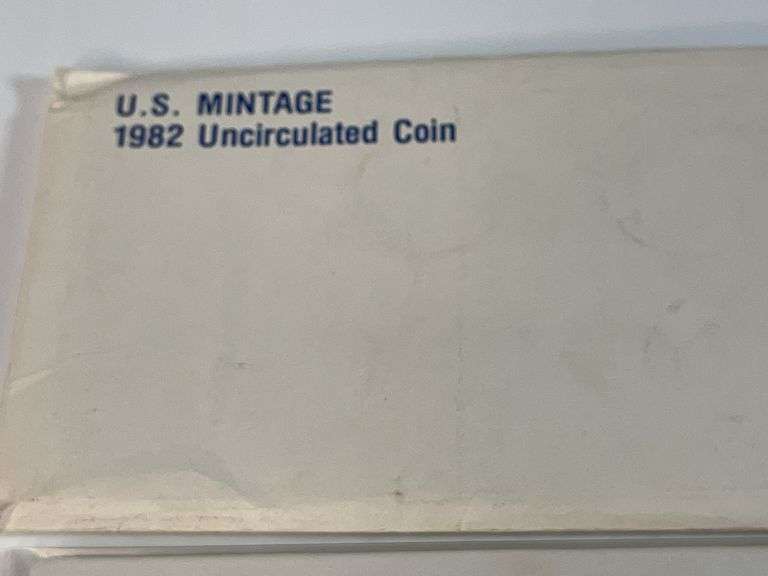 U.S. MINTAGE
1982 Uncirculated Coin